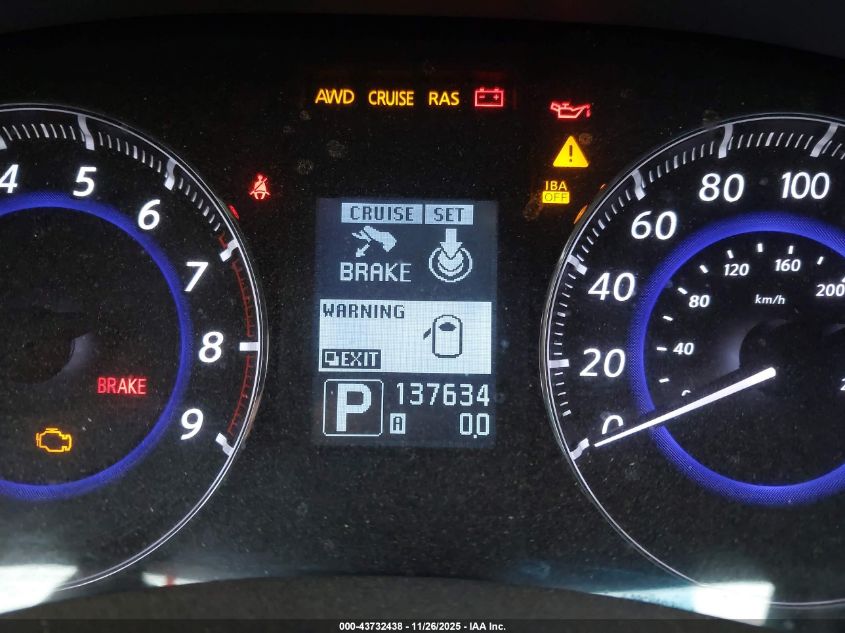 AWD CRUISE RAS
IBA
OFF
CRUISE SET
BRAKE
WARNING
EXIT
P 137634
A 0.0
4 5 6 7 8 9
BRAKE
0 20 40 60 80 100
0 40 80 120 160 200
km/h
000-43732438 - 11/26/2025 - IAA Inc.